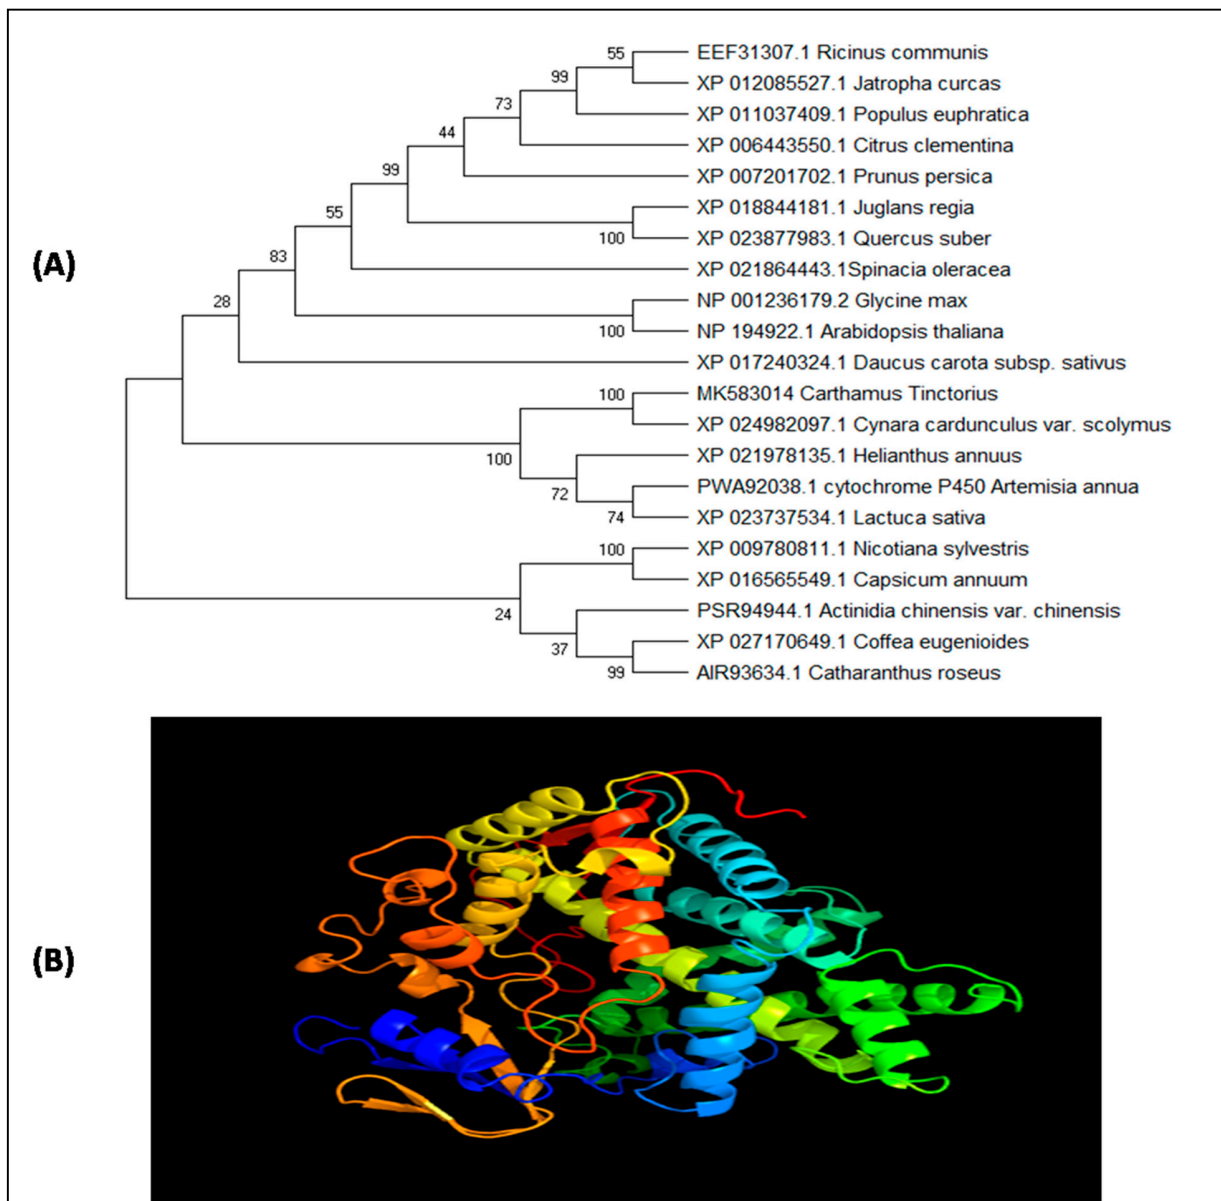 55
EEF31307.1 Ricinus communis
99
XP 012085527.1 Jatropha curcas
73
XP 011037409.1 Populus euphratica
44
XP 006443550.1 Citrus clementina
99
XP 007201702.1 Prunus persica
55
XP 018844181.1 Juglans regia
100
XP 023877983.1 Quercus suber
83
XP 021864443.1Spinacia oleracea
(A)
28
NP 001236179.2 Glycine max
100
NP 194922.1 Arabidopsis thaliana
XP 017240324.1 Daucus carota subsp. sativus
100
MK583014 Carthamus Tinctorius
XP 024982097.1 Cynara cardunculus var. scolymus
100
XP 021978135.1 Helianthus annuus
72
PWA92038.1 cytochrome P450 Artemisia annua
74
XP 023737534.1 Lactuca sativa
100
XP 009780811.1 Nicotiana sylvestris
XP 016565549.1 Capsicum annuum
24
PSR94944.1 Actinidia chinensis var. chinensis
37
XP 027170649.1 Coffea eugenioides
99
AIR93634.1 Catharanthus roseus
(B)